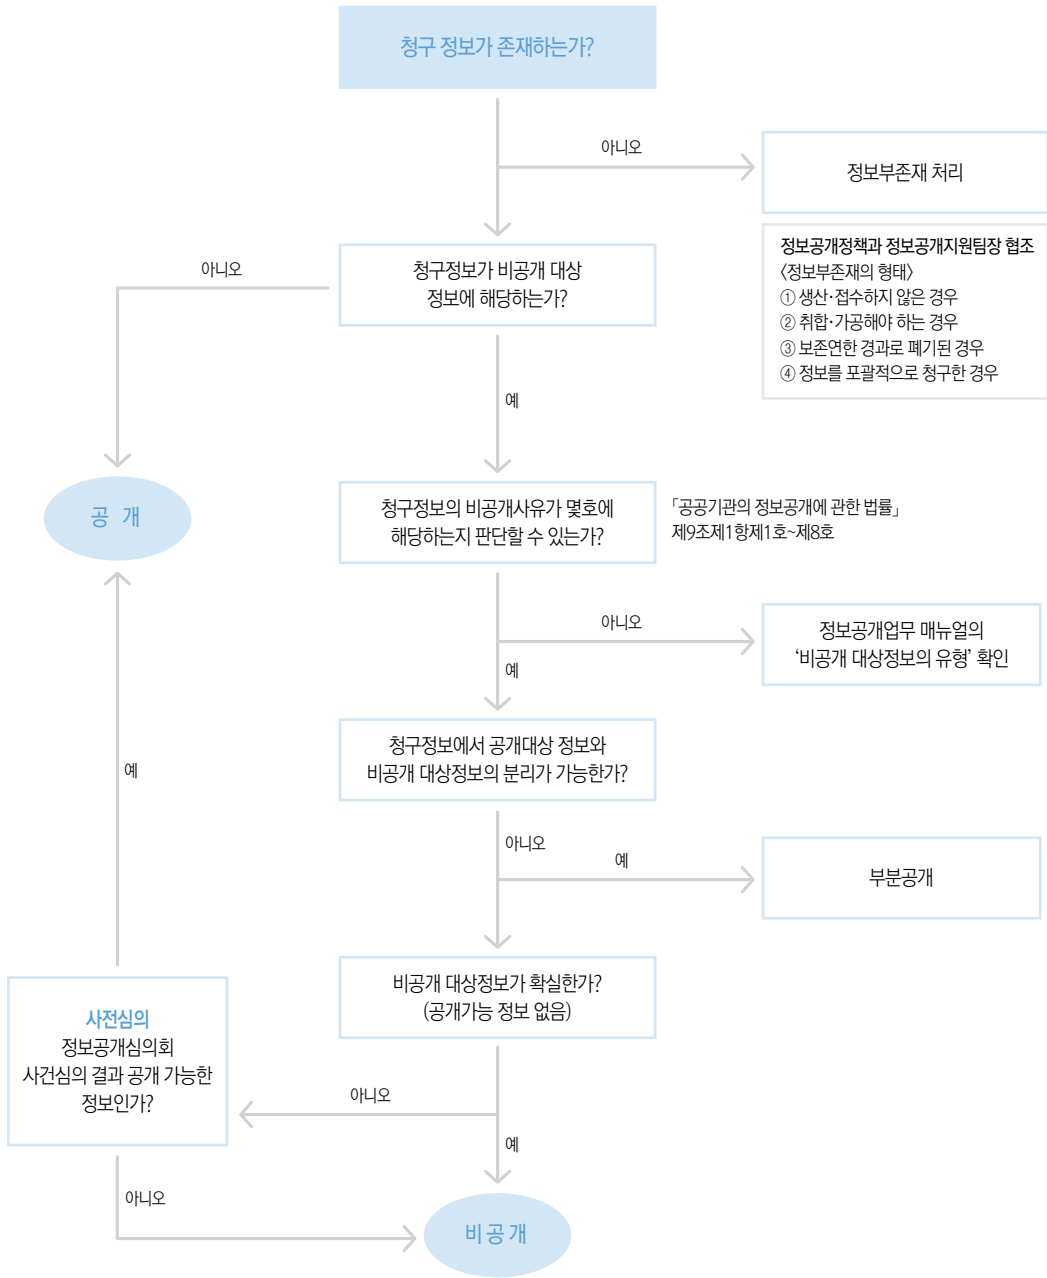 청구 정보가 존재하는가?
아니오
정보부존재 처리
정보공개정책과 정보공개지원팀장 협조
〈정보부존재의 형태〉
① 생산·접수하지 않은 경우
② 취합·가공해야 하는 경우
③ 보존연한 경과로 폐기된 경우
④ 정보를 포괄적으로 청구한 경우
아니오
청구정보가 비공개 대상
정보에 해당하는가?
예
공 개
청구정보의 비공개사유가 몇호에
해당하는지 판단할 수 있는가?
「공공기관의 정보공개에 관한 법률」
제9조제1항제1호~제8호
아니오
정보공개업무 매뉴얼의
‘비공개 대상정보의 유형’ 확인
예
청구정보에서 공개대상 정보와
비공개 대상정보의 분리가 가능한가?
예
아니오
예
부분공개
비공개 대상정보가 확실한가?
(공개가능 정보 없음)
사전심의
정보공개심의회
사건심의 결과 공개 가능한
정보인가?
아니오
예
아니오
비공개